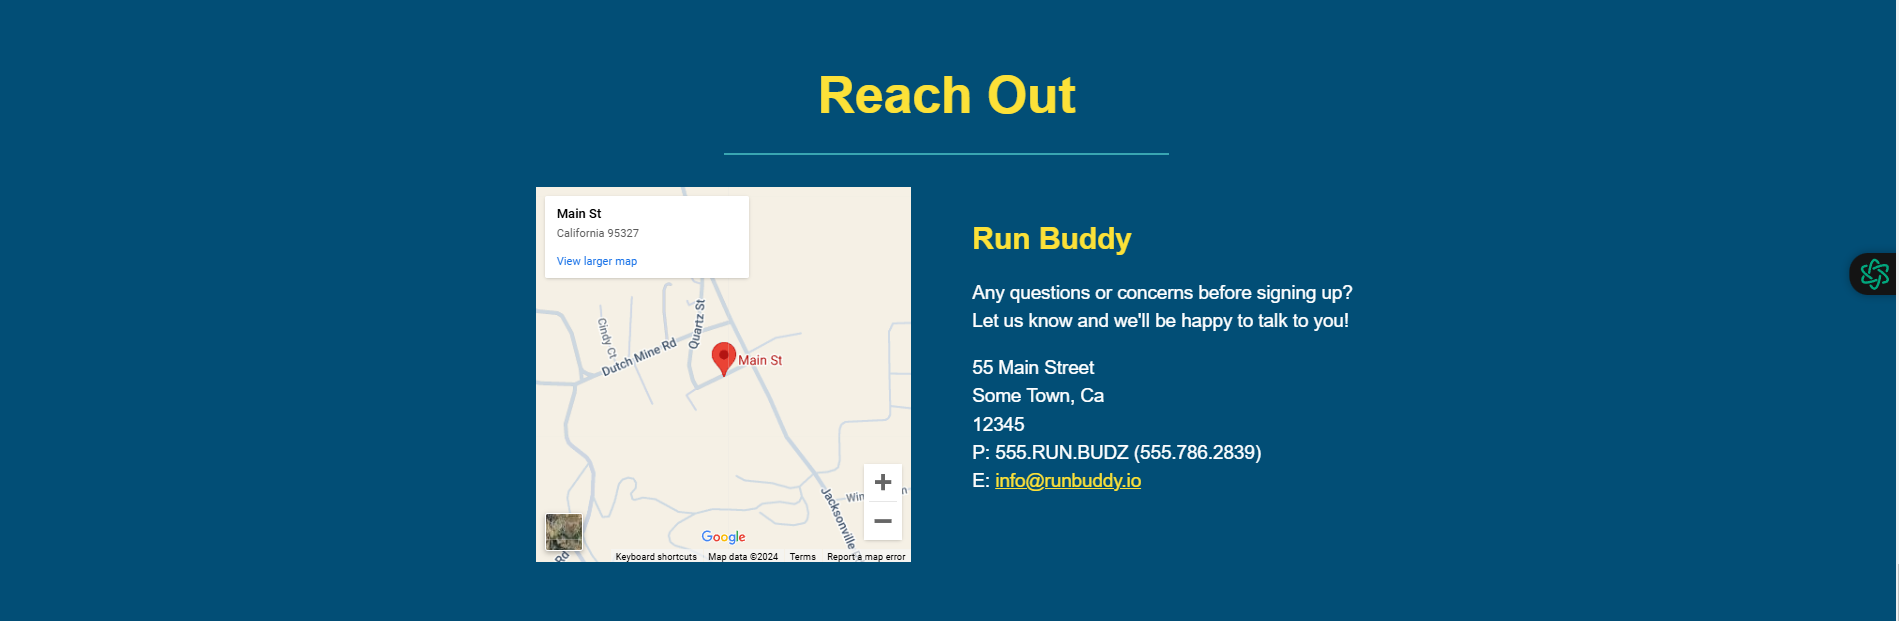 Reach Out
Main St
California 95327
View larger map
Cindy Ct
Dutch Mine Rd
Quartz St
Main St
Jacksonville
Rd
Google
Keyboard shortcuts Map data ©2024 Terms Report a map error
Run Buddy
Any questions or concerns before signing up?
Let us know and we'll be happy to talk to you!
55 Main Street
Some Town, Ca
12345
P: 555.RUN.BUDZ (555.786.2839)
E: info@runbuddy.io